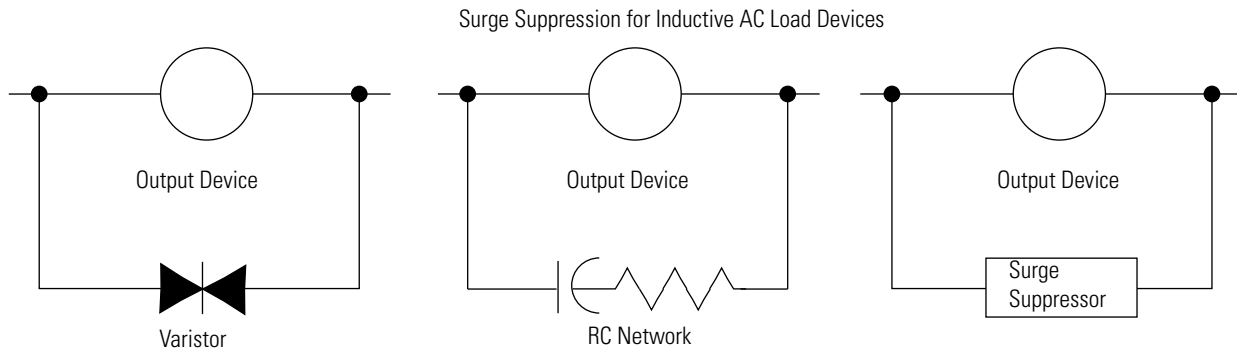 Surge Suppression for Inductive AC Load Devices
Output Device
Output Device
Output Device
Varistor
RC Network
Surge
Suppressor